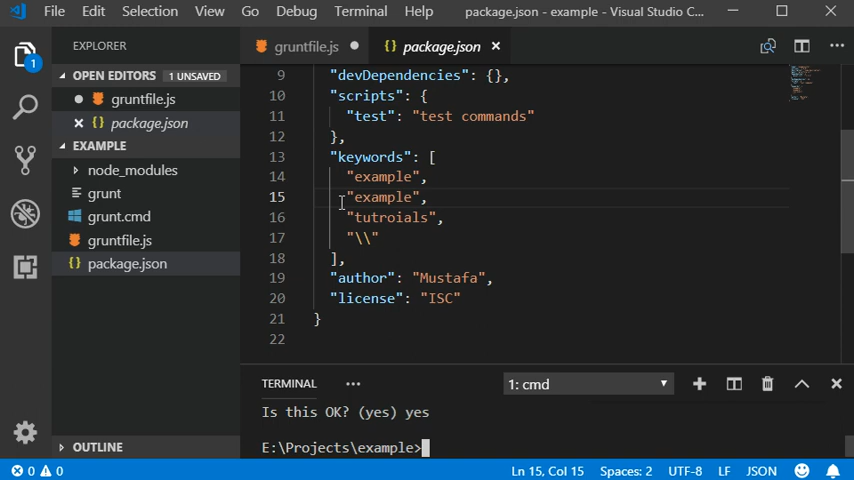 File Edit Selection View Go Debug Terminal Help package.json - example - Visual Studio C...
EXPLORER
gruntfile.js
{} package.json
OPEN EDITORS 1 UNSAVED
gruntfile.js
{} package.json
EXAMPLE
node_modules
grunt
grunt.cmd
gruntfile.js
{} package.json
OUTLINE
1
9 "devDependencies": {},
10 "scripts": {
11 "test": "test commands"
12 },
13 "keywords": [
14 "example",
15 "example",
16 "tutroials",
17 "\\"
18 ],
19 "author": "Mustafa",
20 "license": "ISC"
21 }
22
TERMINAL ... 1: cmd
Is this OK? (yes) yes
E:\Projects\example>
0 0 Ln 15, Col 15 Spaces: 2 UTF-8 LF JSON